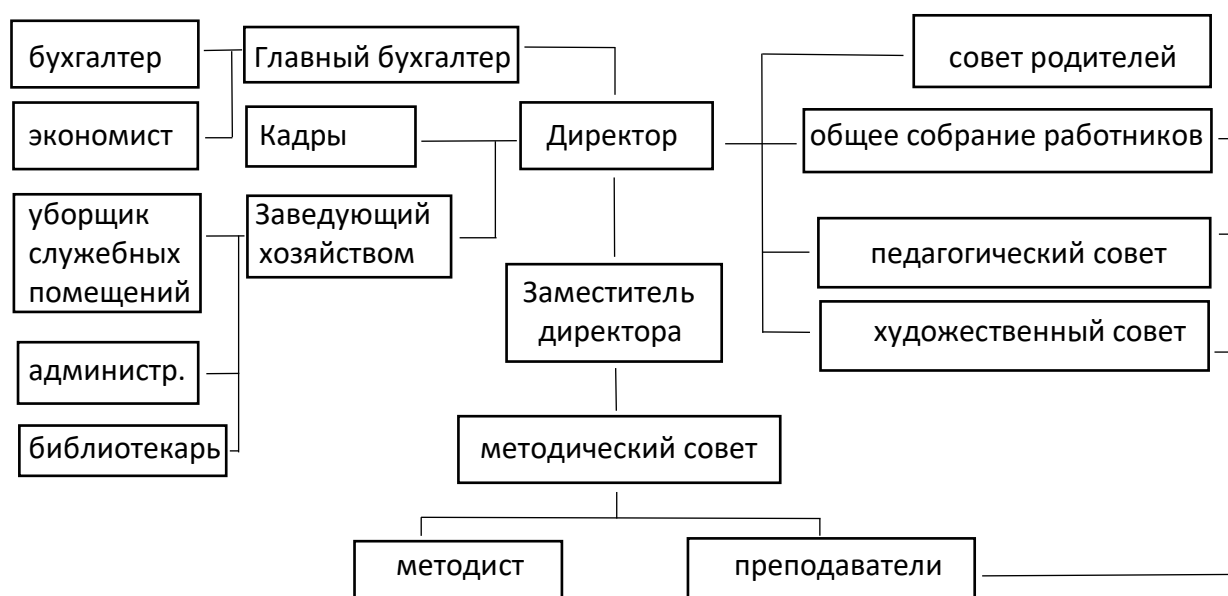 бухгалтер
Главный бухгалтер
совет родителей
экономист
Кадры
Директор
общее собрание работников
уборщик
служебных
помещений
Заведующий
хозяйством
педагогический совет
Заместитель
директора
художественный совет
администр.
библиотекарь
методический совет
методист
преподаватели